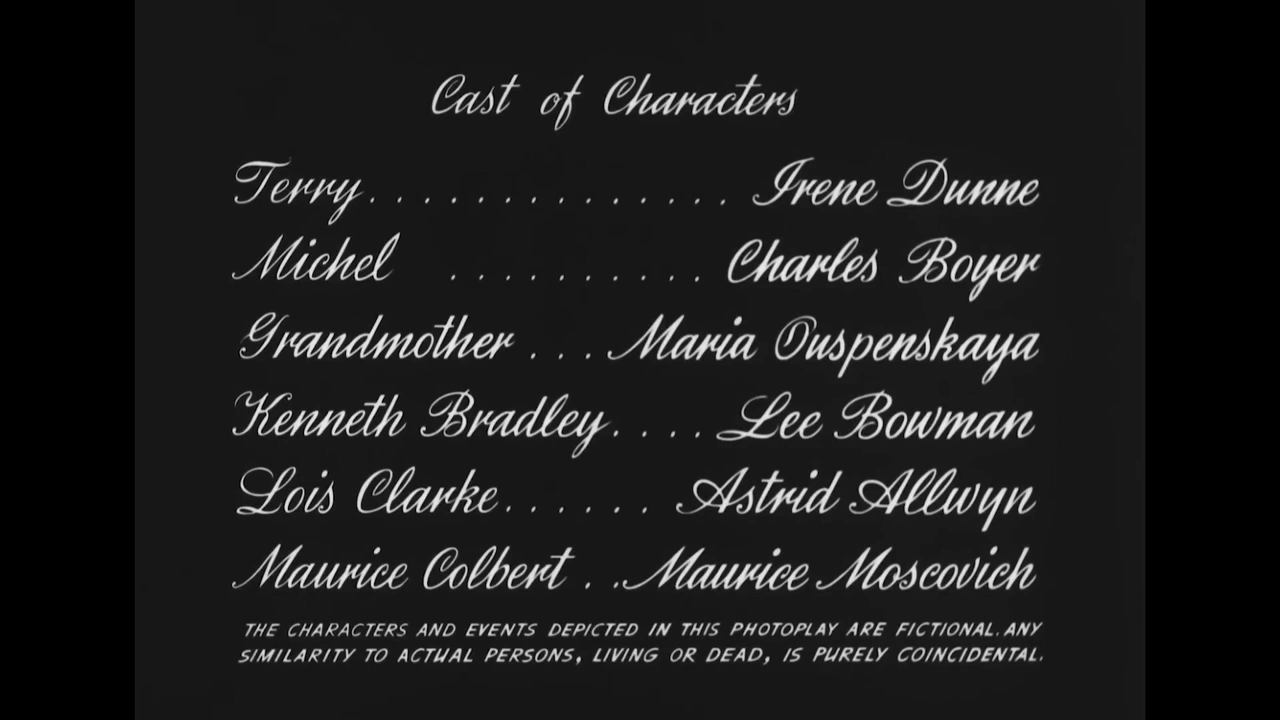 Cast of Characters
Terry. . . . . . . . . . . . . . Irene Dunne
Michel . . . . . . . . . . Charles Boyer
Grandmother . . . Maria Ouspenskaya
Kenneth Bradley. . . . Lee Bowman
Lois Clarke. . . . . . Astrid Allwyn
Maurice Colbert . . Maurice Moscovich
THE CHARACTERS AND EVENTS DEPICTED IN THIS PHOTOPLAY ARE FICTIONAL. ANY
SIMILARITY TO ACTUAL PERSONS, LIVING OR DEAD, IS PURELY COINCIDENTAL.